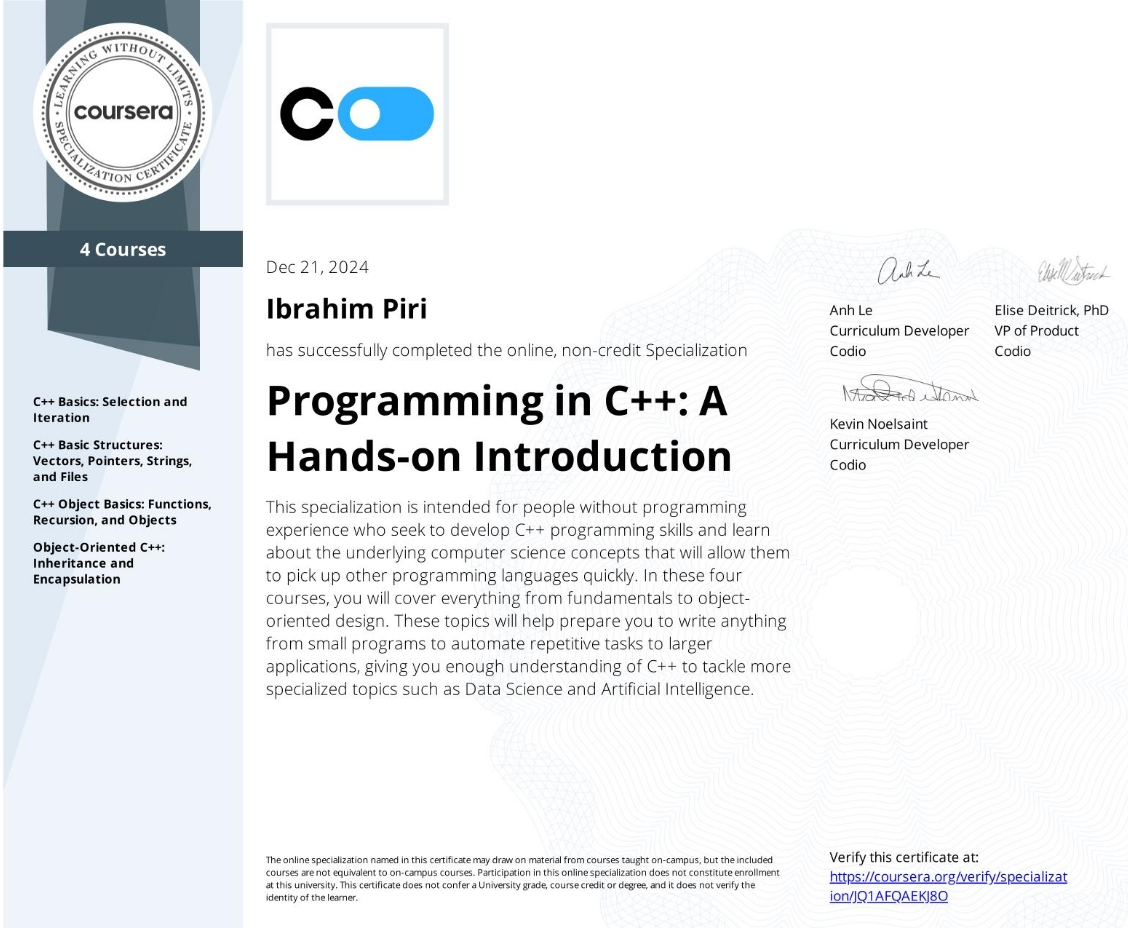 LEARNING WITHOUT LIMITS
coursera
SPECIALIZATION CERTIFICATE
4 Courses
C++ Basics: Selection and
Iteration
C++ Basic Structures:
Vectors, Pointers, Strings,
and Files
C++ Object Basics: Functions,
Recursion, and Objects
Object-Oriented C++:
Inheritance and
Encapsulation
Dec 21, 2024
Ibrahim Piri
has successfully completed the online, non-credit Specialization
Programming in C++: A
Hands-on Introduction
This specialization is intended for people without programming
experience who seek to develop C++ programming skills and learn
about the underlying computer science concepts that will allow them
to pick up other programming languages quickly. In these four
courses, you will cover everything from fundamentals to object-
oriented design. These topics will help prepare you to write anything
from small programs to automate repetitive tasks to larger
applications, giving you enough understanding of C++ to tackle more
specialized topics such as Data Science and Artificial Intelligence.
Anh Le
Anh Le
Curriculum Developer
Codio
Elise Deitrick, PhD
VP of Product
Codio
Kevin Noelsaint
Curriculum Developer
Codio
The online specialization named in this certificate may draw on material from courses taught on-campus, but the included
courses are not equivalent to on-campus courses. Participation in this online specialization does not constitute enrollment
at this university. This certificate does not confer a University grade, course credit or degree, and it does not verify the
identity of the learner.
Verify this certificate at:
https://coursera.org/verify/specializat
ion/JQ1AFQAEKJ8O